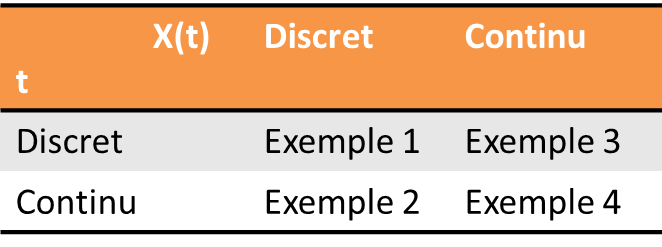 X(t) Discret Continu
t
Discret Exemple 1 Exemple 3
Continu Exemple 2 Exemple 4